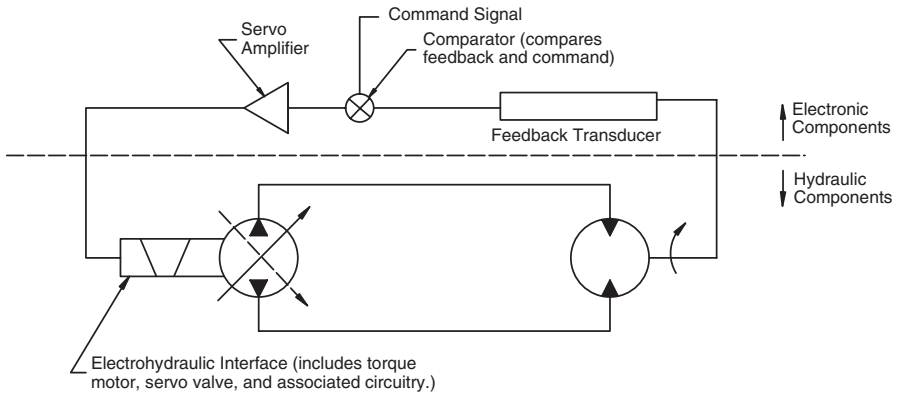 Command Signal
Servo
Amplifier
Comparator (compares
feedback and command)
Feedback Transducer
Electronic
Components
Hydraulic
Components
Electrohydraulic Interface (includes torque
motor, servo valve, and associated circuitry.)